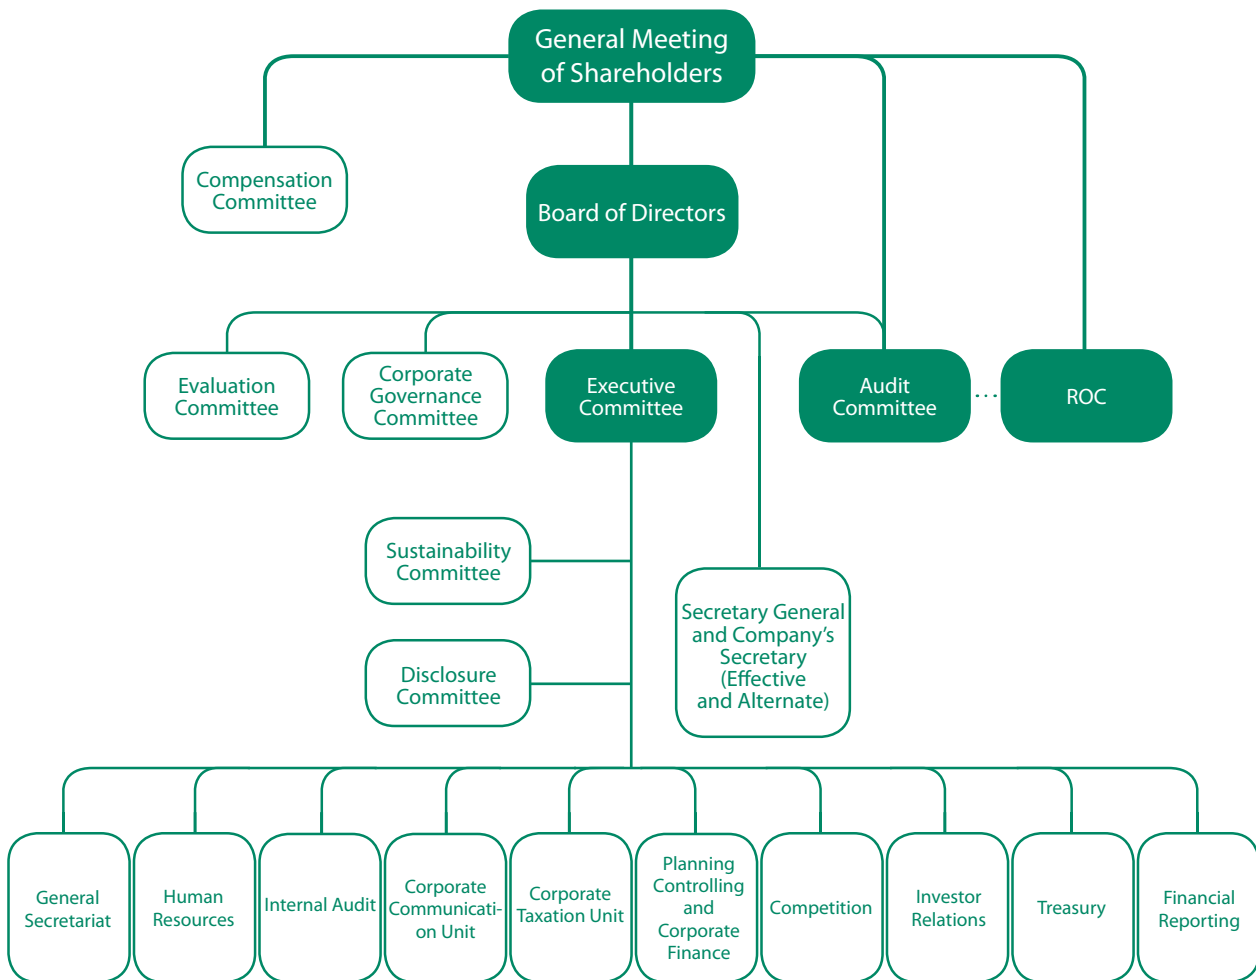 General Meeting
of Shareholders
Compensation
Committee
Board of Directors
Evaluation
Committee
Corporate
Governance
Committee
Executive
Committee
Audit
Committee
ROC
Sustainability
Committee
Disclosure
Committee
Secretary General
and Company's
Secretary
(Effective
and Alternate)
General
Secretariat
Human
Resources
Internal Audit
Corporate
Communicati-
on Unit
Corporate
Taxation Unit
Planning
Controlling
and
Corporate
Finance
Competition
Investor
Relations
Treasury
Financial
Reporting